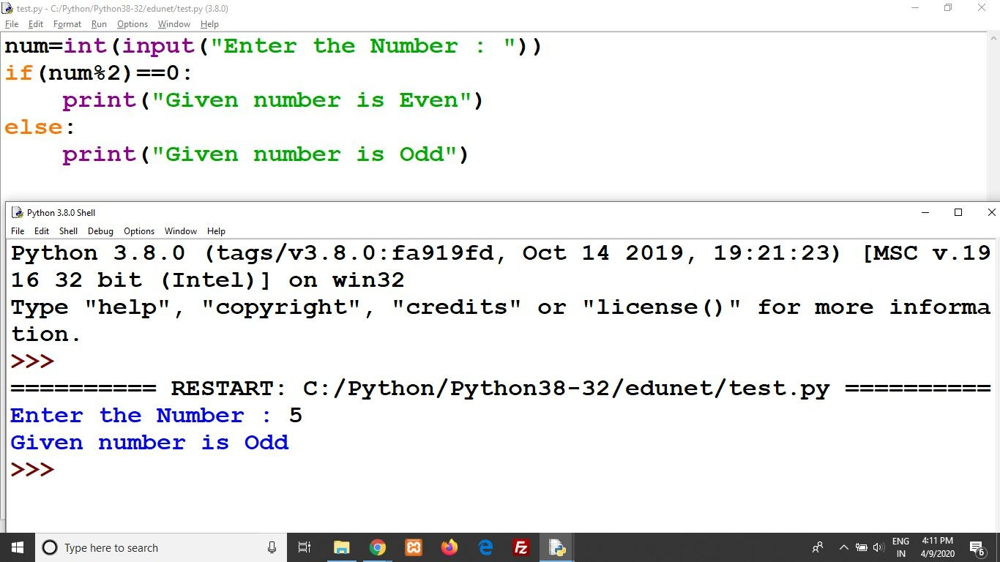 test.py - C:/Python/Python38-32/edunet/test.py (3.8.0)
File Edit Format Run Options Window Help
num=int(input("Enter the Number : "))
if(num%2)==0:
    print("Given number is Even")
else:
    print("Given number is Odd")
Python 3.8.0 Shell
File Edit Shell Debug Options Window Help
Python 3.8.0 (tags/v3.8.0:fa919fd, Oct 14 2019, 19:21:23) [MSC v.19
16 32 bit (Intel)] on win32
Type "help", "copyright", "credits" or "license()" for more informa
tion.
>>>
========== RESTART: C:/Python/Python38-32/edunet/test.py ==========
Enter the Number : 5
Given number is Odd
>>>
Type here to search
ENG 4:11 PM
IN 4/9/2020
6